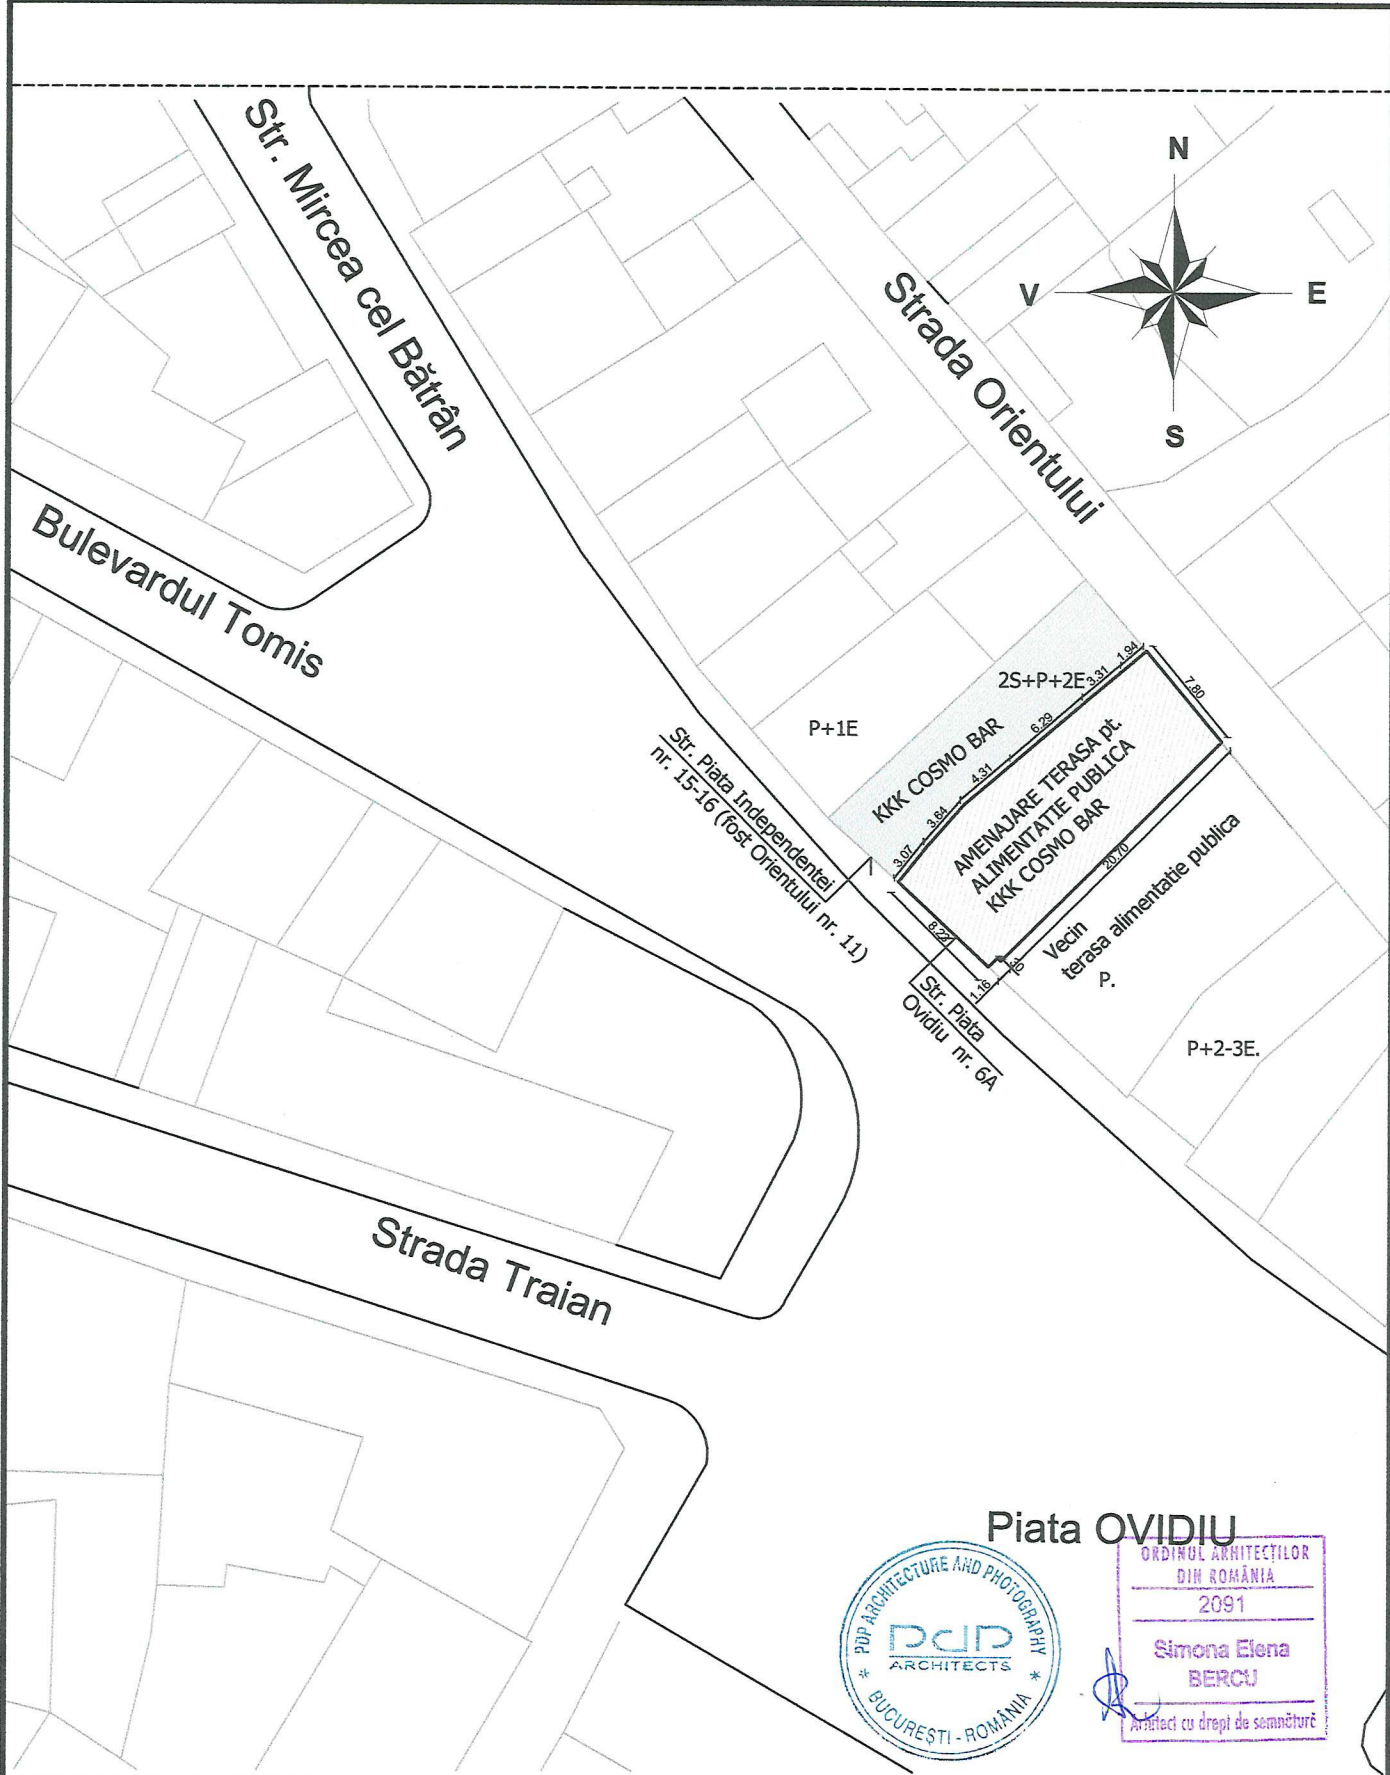 N
V
E
S
Str. Mircea cel Bătrân
Strada Orientului
Bulevardul Tomis
2S+P+2E
P+1E
KKK COSMO BAR
3.07
3.64
4.31
6.29
3.31
1.94
7.80
20.70
8.22
1.16
.30
AMENAJARE TERASA pt.
ALIMENTATIE PUBLICA
KKK COSMO BAR
Str. Piata Independentei
nr. 15-16 (fost Orientului nr. 11)
Vecin
terasa alimentatie publica
P.
Str. Piata
Ovidiu nr. 6A
P+2-3E.
Strada Traian
Piata OVIDIU
PDP ARCHITECTURE AND PHOTOGRAPHY
PdP
ARCHITECTS
* BUCUREȘTI - ROMÂNIA *
ORDINUL ARHITECȚILOR
DIN ROMÂNIA
2091
Simona Elena
BERCU
Arhitect cu drept de semnătură